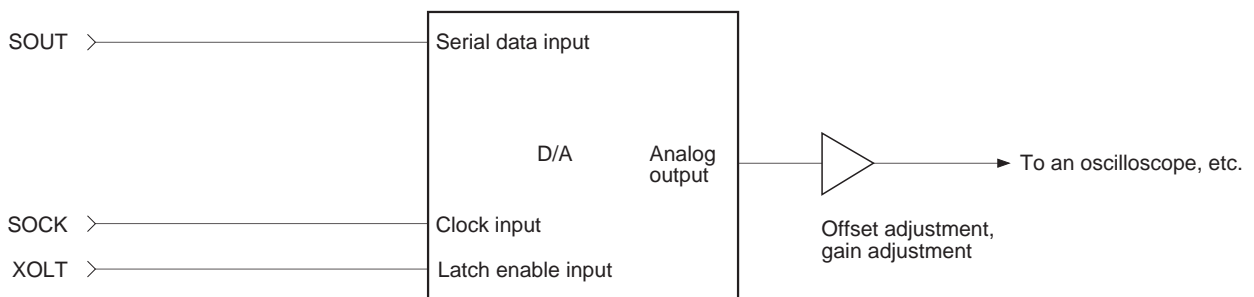 SOUT
Serial data input
D/A
Analog
output
To an oscilloscope, etc.
SOCK
Clock input
Offset adjustment,
gain adjustment
XOLT
Latch enable input